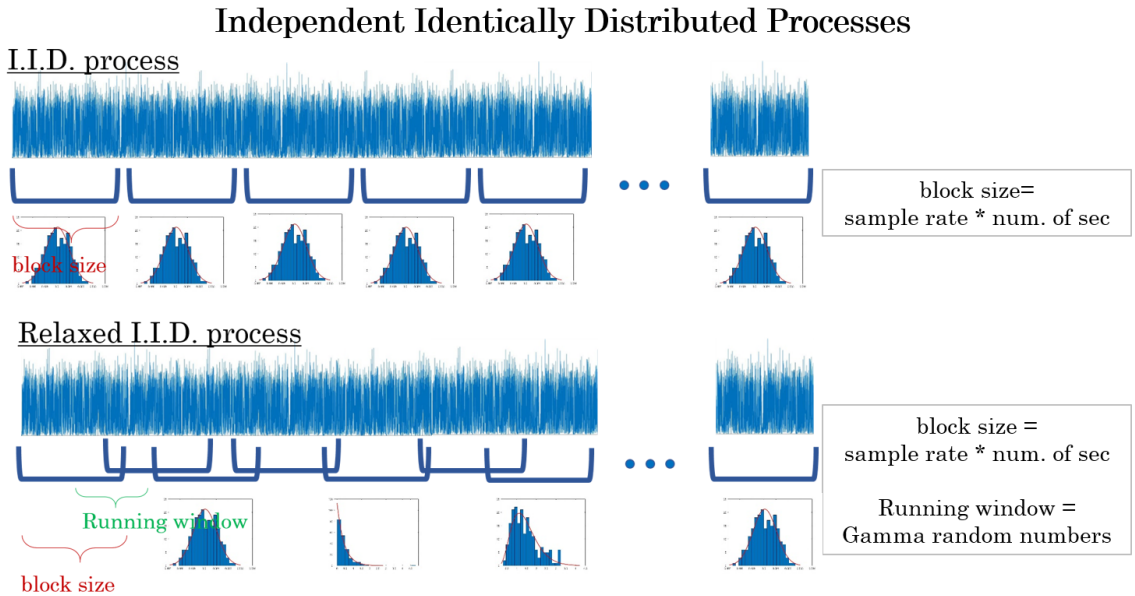 Independent Identically Distributed Processes
I.I.D. process
block size=
sample rate * num. of sec
block size
Relaxed I.I.D. process
block size =
sample rate * num. of sec
Running window =
Gamma random numbers
Running window
block size